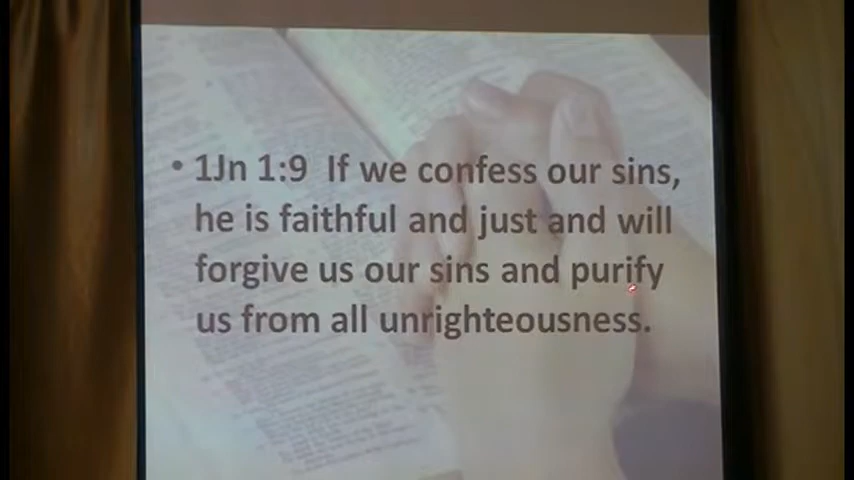 • 1Jn 1:9 If we confess our sins,
he is faithful and just and will
forgive us our sins and purify
us from all unrighteousness.